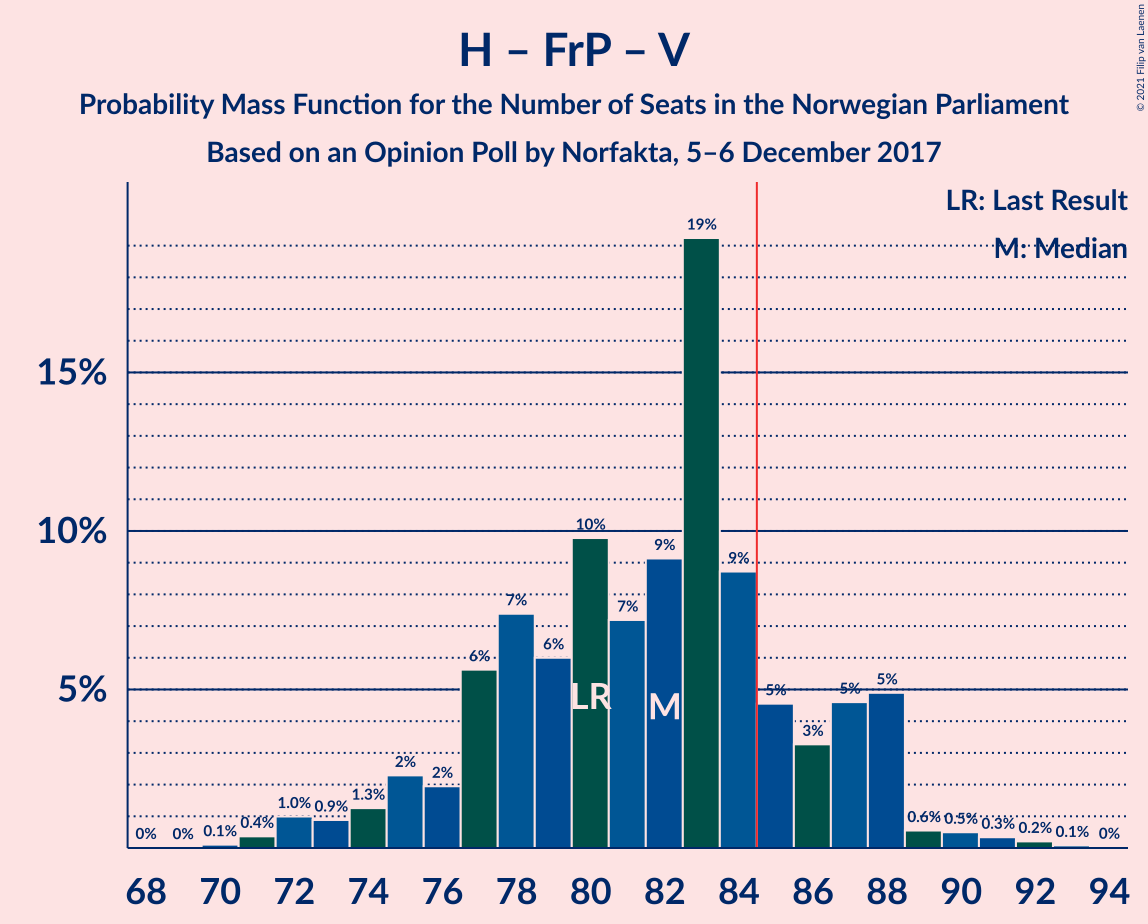 H – FrP – V
Probability Mass Function for the Number of Seats in the Norwegian Parliament
Based on an Opinion Poll by Norfakta, 5–6 December 2017
© 2021 Filip van Laenen
LR: Last Result
M: Median
15%
10%
5%
0% 0% 0.1% 0.4% 1.0% 0.9% 1.3% 2% 2% 6% 7% 6% 10% 7% 9% 19% 9% 5% 3% 5% 5% 0.6% 0.5% 0.3% 0.2% 0.1% 0%
LR M
68 70 72 74 76 78 80 82 84 86 88 90 92 94